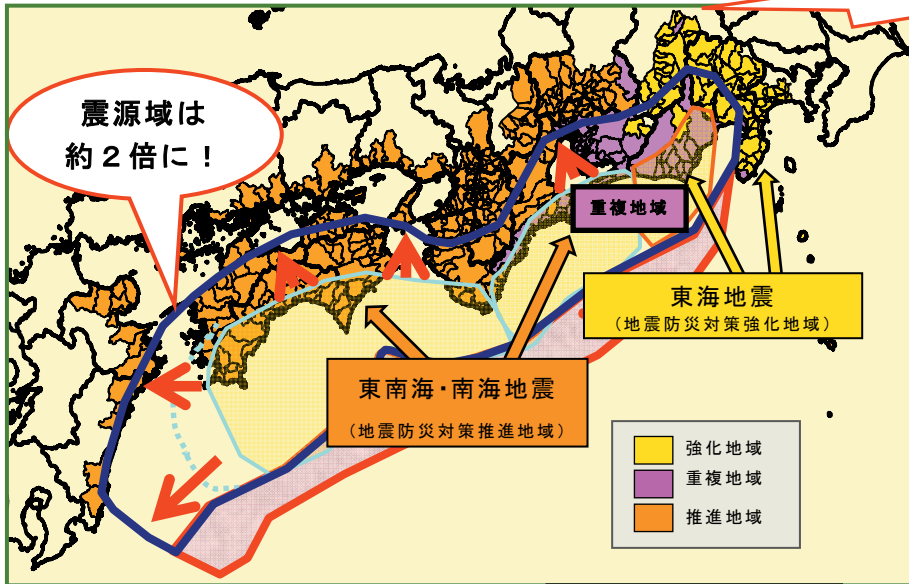 震源域は
約２倍に！
重複地域
東海地震
（地震防災対策強化地域）
東南海･南海地震
（地震防災対策推進地域）
強化地域
重複地域
推進地域